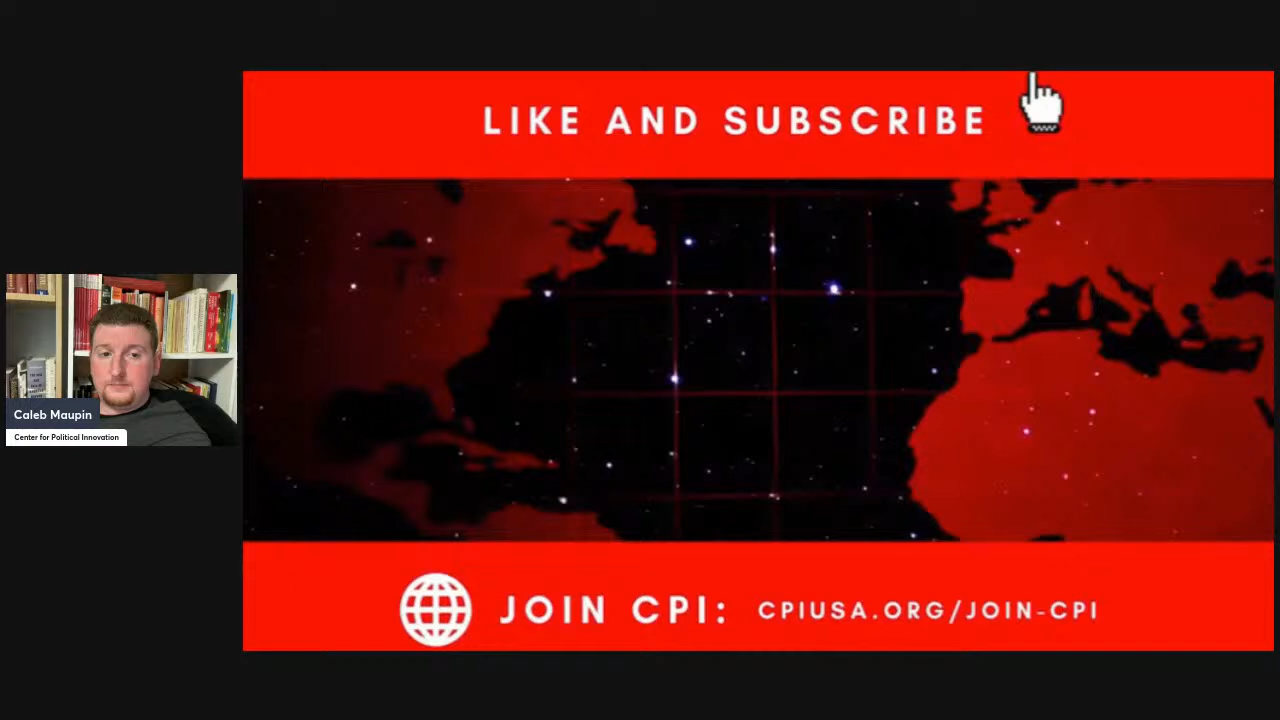 LIKE AND SUBSCRIBE
Caleb Maupin
Center for Political Innovation
JOIN CPI: CPIUSA.ORG/JOIN-CPI